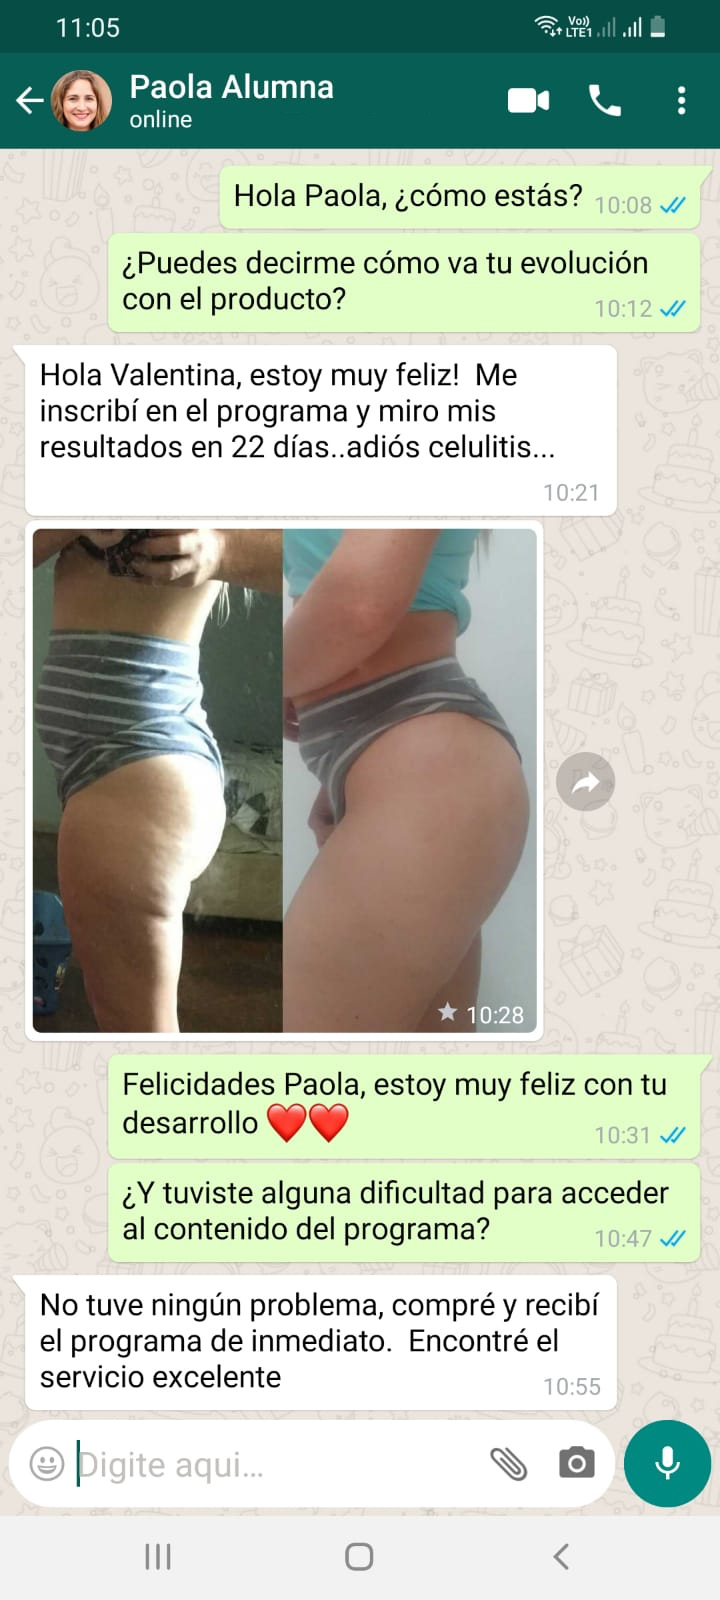 11:05
Vo))
LTE1
Paola Alumna
online
Hola Paola, ¿cómo estás?
10:08
¿Puedes decirme cómo va tu evolución
con el producto?
10:12
Hola Valentina, estoy muy feliz!  Me
inscribí en el programa y miro mis
resultados en 22 días..adiós celulitis...
10:21
10:28
Felicidades Paola, estoy muy feliz con tu
desarrollo ❤️❤️
10:31
¿Y tuviste alguna dificultad para acceder
al contenido del programa?
10:47
No tuve ningún problema, compré y recibí
el programa de inmediato.  Encontré el
servicio excelente
10:55
Digite aqui...